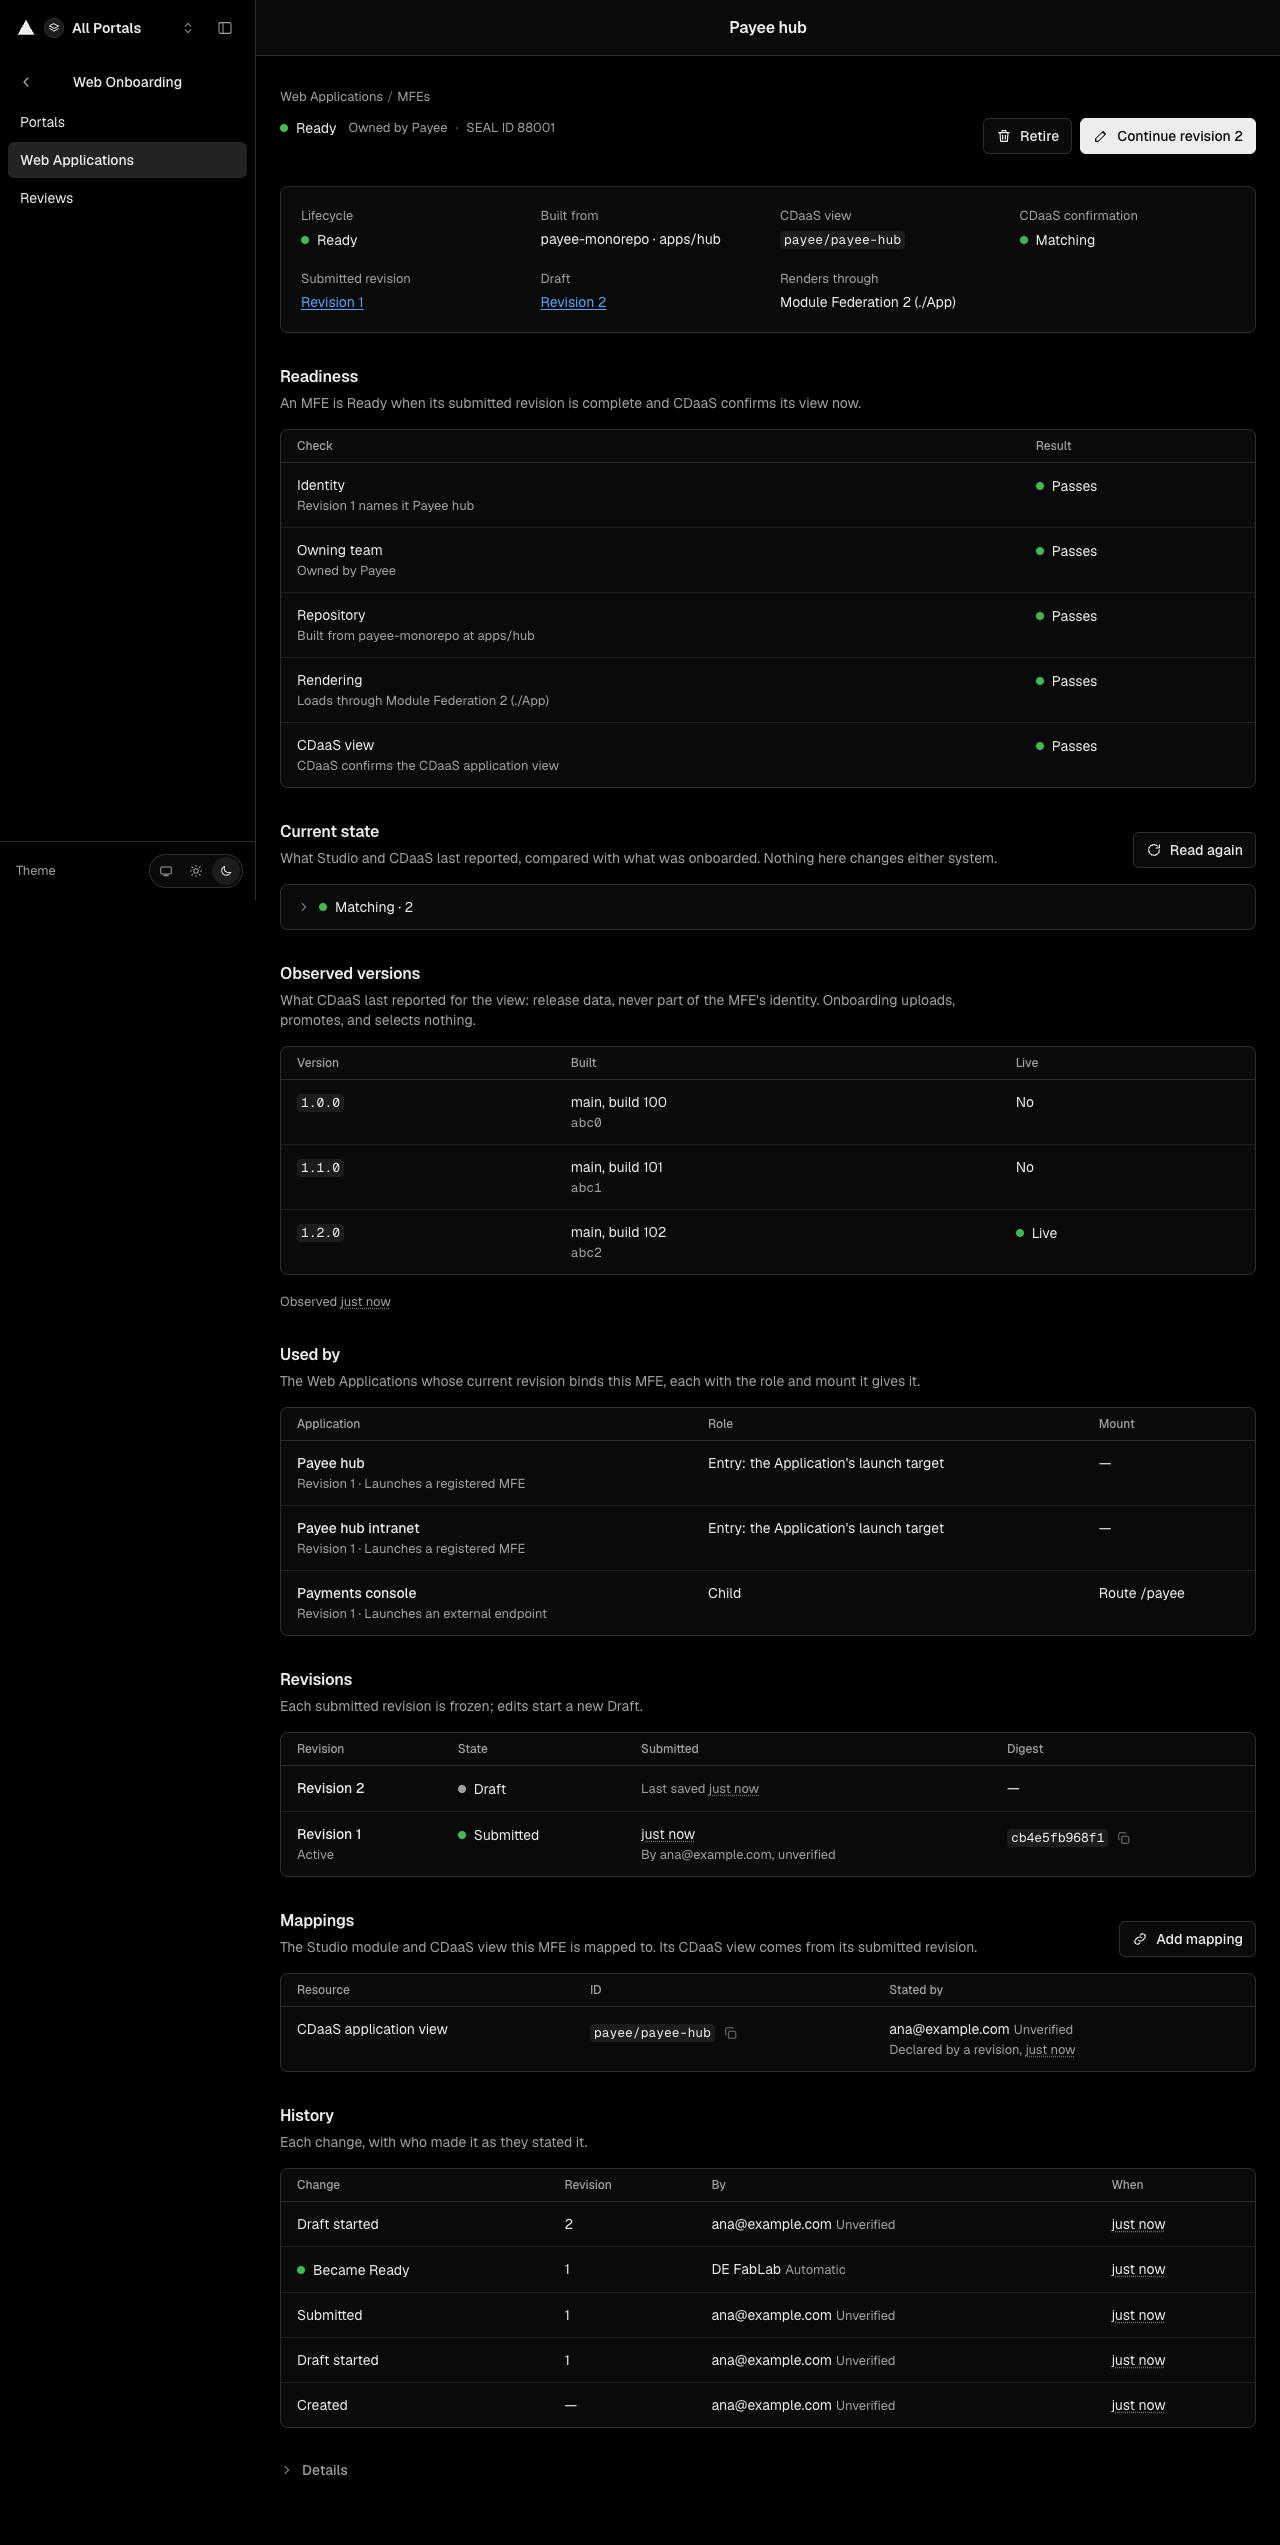 All Portals
Payee hub
Web Onboarding
Portals
Web Applications
Reviews
Theme
Web Applications / MFEs
Ready Owned by Payee · SEAL ID 88001
Retire
Continue revision 2
Lifecycle Built from CDaaS view CDaaS confirmation
Ready payee-monorepo · apps/hub payee/payee-hub Matching
Submitted revision Draft Renders through
Revision 1 Revision 2 Module Federation 2 (./App)
Readiness
An MFE is Ready when its submitted revision is complete and CDaaS confirms its view now.
Check Result
Identity Passes
Revision 1 names it Payee hub
Owning team Passes
Owned by Payee
Repository Passes
Built from payee-monorepo at apps/hub
Rendering Passes
Loads through Module Federation 2 (./App)
CDaaS view Passes
CDaaS confirms the CDaaS application view
Current state
What Studio and CDaaS last reported, compared with what was onboarded. Nothing here changes either system.
Read again
Matching · 2
Observed versions
What CDaaS last reported for the view: release data, never part of the MFE's identity. Onboarding uploads,
promotes, and selects nothing.
Version Built Live
1.0.0 main, build 100 No
abc0
1.1.0 main, build 101 No
abc1
1.2.0 main, build 102 Live
abc2
Observed just now
Used by
The Web Applications whose current revision binds this MFE, each with the role and mount it gives it.
Application Role Mount
Payee hub Entry: the Application's launch target —
Revision 1 · Launches a registered MFE
Payee hub intranet Entry: the Application's launch target —
Revision 1 · Launches a registered MFE
Payments console Child Route /payee
Revision 1 · Launches an external endpoint
Revisions
Each submitted revision is frozen; edits start a new Draft.
Revision State Submitted Digest
Revision 2 Draft Last saved just now —
Revision 1 Submitted just now cb4e5fb968f1
Active By ana@example.com, unverified
Mappings
The Studio module and CDaaS view this MFE is mapped to. Its CDaaS view comes from its submitted revision.
Add mapping
Resource ID Stated by
CDaaS application view payee/payee-hub ana@example.com Unverified
Declared by a revision, just now
History
Each change, with who made it as they stated it.
Change Revision By When
Draft started 2 ana@example.com Unverified just now
Became Ready 1 DE FabLab Automatic just now
Submitted 1 ana@example.com Unverified just now
Draft started 1 ana@example.com Unverified just now
Created — ana@example.com Unverified just now
Details